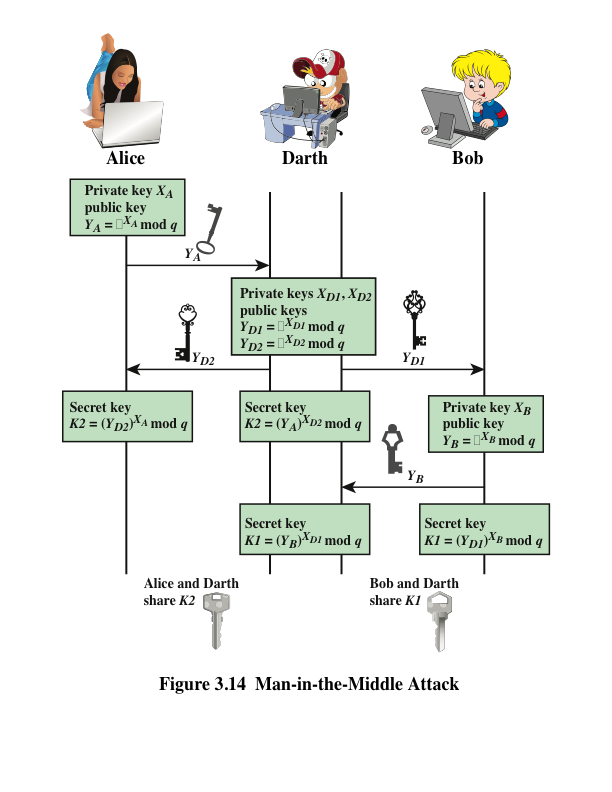 Alice
Darth
Bob
Private key X_A
public key
Y_A = □^X_A mod q
Y_A
Private keys X_D1, X_D2
public keys
Y_D1 = □^X_D1 mod q
Y_D2 = □^X_D2 mod q
Y_D2
Y_D1
Secret key
K2 = (Y_D2)^X_A mod q
Secret key
K2 = (Y_A)^X_D2 mod q
Private key X_B
public key
Y_B = □^X_B mod q
Y_B
Secret key
K1 = (Y_B)^X_D1 mod q
Secret key
K1 = (Y_D1)^X_B mod q
Alice and Darth
share K2
Bob and Darth
share K1
Figure 3.14 Man-in-the-Middle Attack